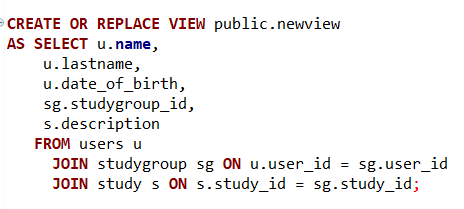 CREATE OR REPLACE VIEW public.newview
AS SELECT u.name,
    u.lastname,
    u.date_of_birth,
    sg.studygroup_id,
    s.description
   FROM users u
     JOIN studygroup sg ON u.user_id = sg.user_id
     JOIN study s ON s.study_id = sg.study_id;